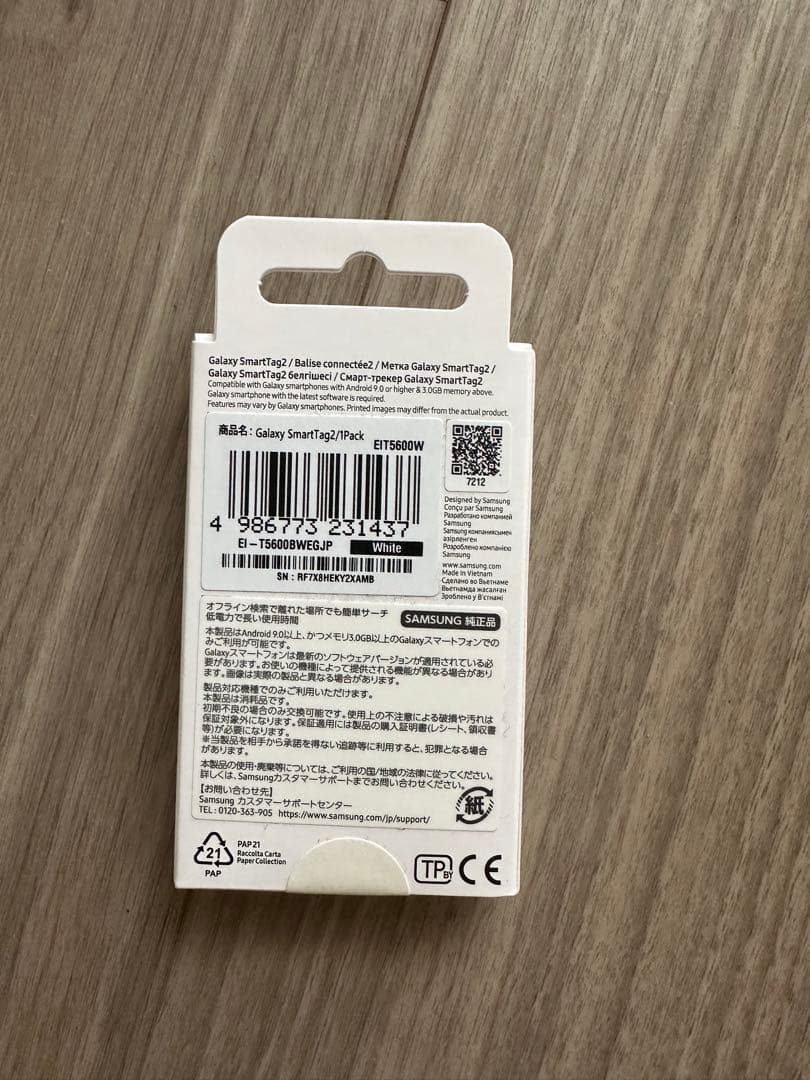 Galaxy SmartTag2 / Balise connectée2 / Метка Galaxy SmartTag2 /
Galaxy SmartTag2 белгішесі / Смарт-трекер Galaxy SmartTag2
Compatible with Galaxy smartphones with Android 9.0 or higher & 3.0GB memory above.
Galaxy smartphone with the latest software is required.
Features may vary by Galaxy smartphones. Printed images may differ from the actual product.
商品名: Galaxy SmartTag2/1Pack
EIT5600W
4 986773 231437
EI-T5600BWEGJP White
SN : RF7X8HEKY2XAMB
7212
Designed by Samsung
Conçu par Samsung
Разработано компанией
Samsung
Samsung компаниясымен
әзірленген
Розроблено компанією
Samsung
www.samsung.com
Made in Vietnam
Сделано во Вьетнаме
Вьетнамда жасалған
Зроблено у В'єтнамі
オフライン検索で離れた場所でも簡単サーチ
低電力で長い使用時間
SAMSUNG 純正品
本製品はAndroid 9.0以上、かつメモリ3.0GB以上のGalaxyスマートフォンでの
みご利用が可能です。
Galaxyスマートフォンは最新のソフトウェアバージョンが適用されている必
要があります。お使いの機種によって提供される機能が異なる場合があり
ます。画像は実際の製品と異なる場合があります。
製品対応機種でのみご利用いただけます。
本製品は消耗品です。
初期不良の場合のみ交換可能です。使用上の不注意による破損や汚れは
保証対象外になります。保証適用には製品の購入証明書(レシート、領収書
等)が必要になります。
※当製品を相手から承諾を得ない追跡等に利用すると、犯罪となる場合
があります。
本製品の使用・廃棄等については、ご利用の国/地域の法律に従ってください。
詳しくは、Samsungカスタマーサポートまでお問い合わせください。
【お問い合わせ先】
Samsung カスタマーサポートセンター
TEL : 0120-363-905 https://www.samsung.com/jp/support/
紙
21
PAP
PAP 21
Raccolta Carta
Paper Collection
TP BY
CE